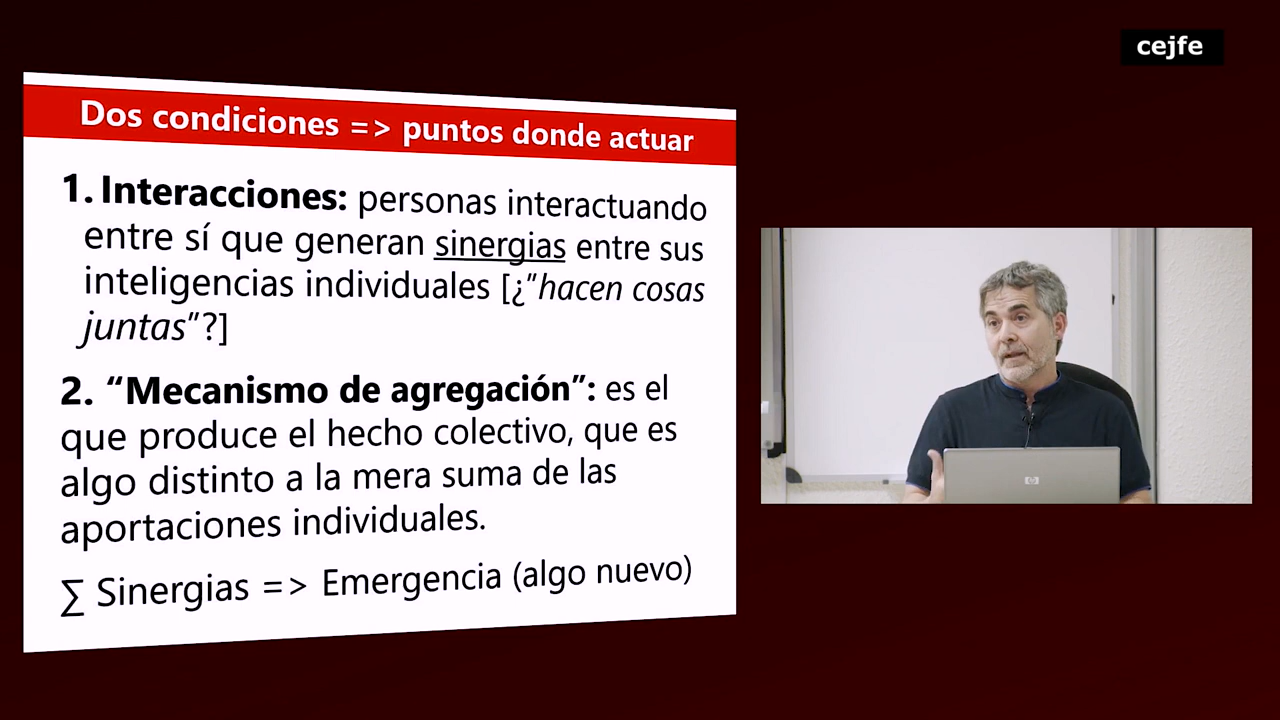 cejfe
Dos condiciones => puntos donde actuar
1. Interacciones: personas interactuando
entre sí que generan sinergias entre sus
inteligencias individuales [¿"hacen cosas
juntas"?]
2. “Mecanismo de agregación”: es el
que produce el hecho colectivo, que es
algo distinto a la mera suma de las
aportaciones individuales.
∑ Sinergias => Emergencia (algo nuevo)
hp